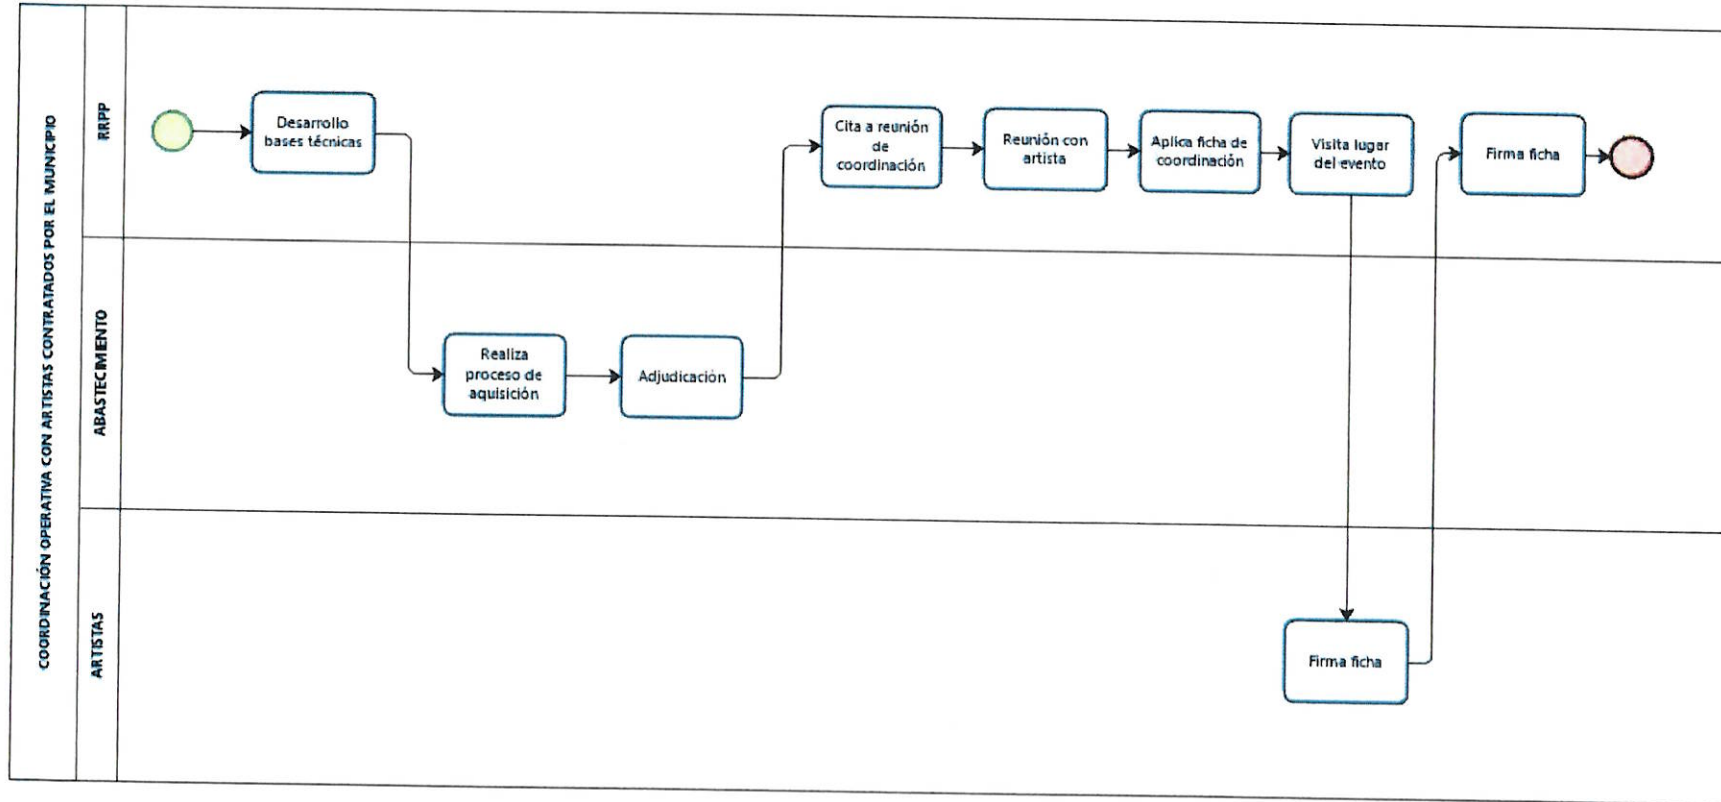 COORDINACIÓN OPERATIVA CON ARTISTAS CONTRATADOS POR EL MUNICIPIO
RRPP
Desarrollo
bases técnicas
Cita a reunión
de
coordinación
Reunión con
artista
Aplica ficha de
coordinación
Visita lugar
del evento
Firma ficha
ABASTECIMENTO
Realiza
proceso de
aquisición
Adjudicación
ARTISTAS
Firma ficha